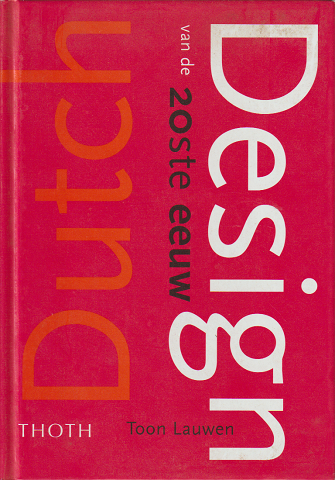 Dutch
Design
van de 20ste eeuw
THOTH
Toon Lauwen